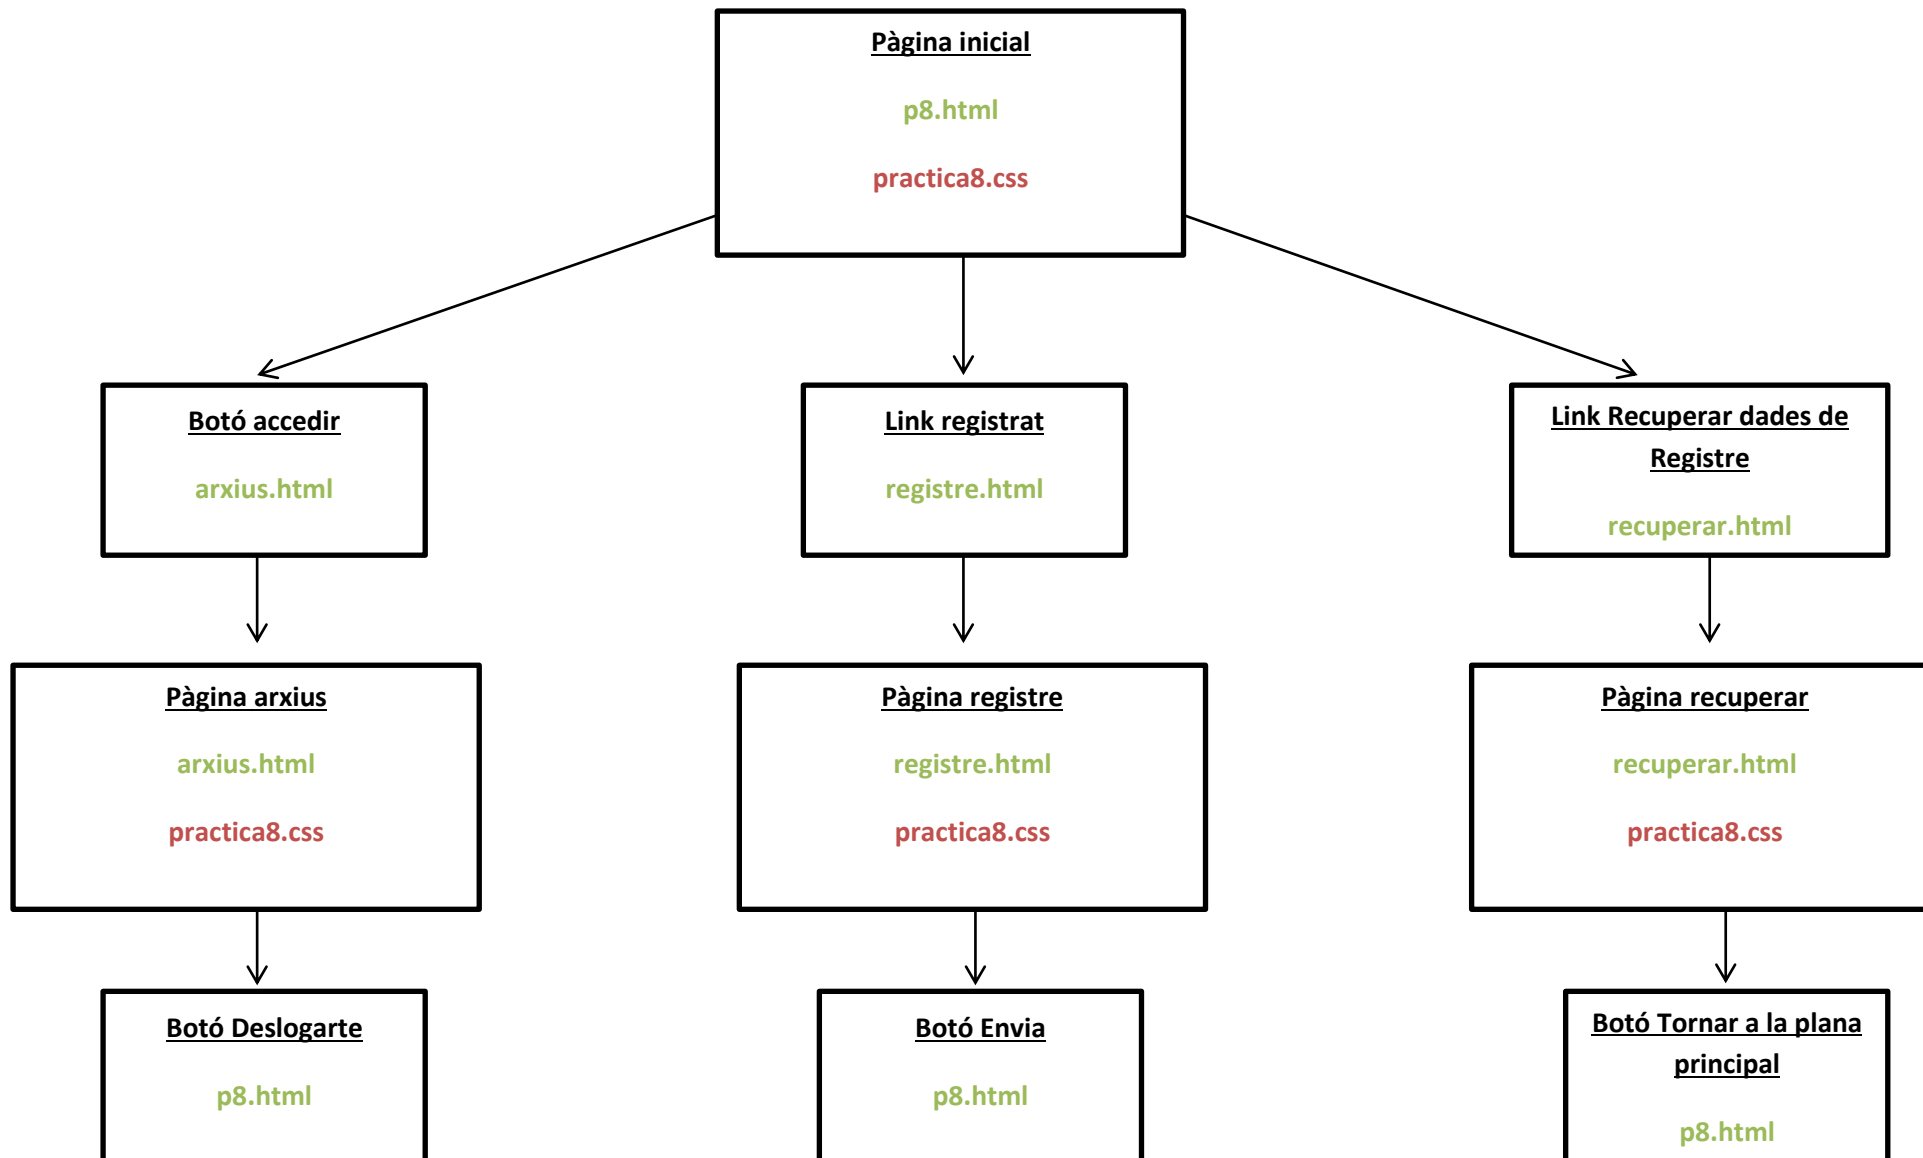 Pàgina inicial
p8.html
practica8.css
Botó accedir
arxius.html
Link registrat
registre.html
Link Recuperar dades de
Registre
recuperar.html
Pàgina arxius
arxius.html
practica8.css
Pàgina registre
registre.html
practica8.css
Pàgina recuperar
recuperar.html
practica8.css
Botó Deslogarte
p8.html
Botó Envia
p8.html
Botó Tornar a la plana
principal
p8.html